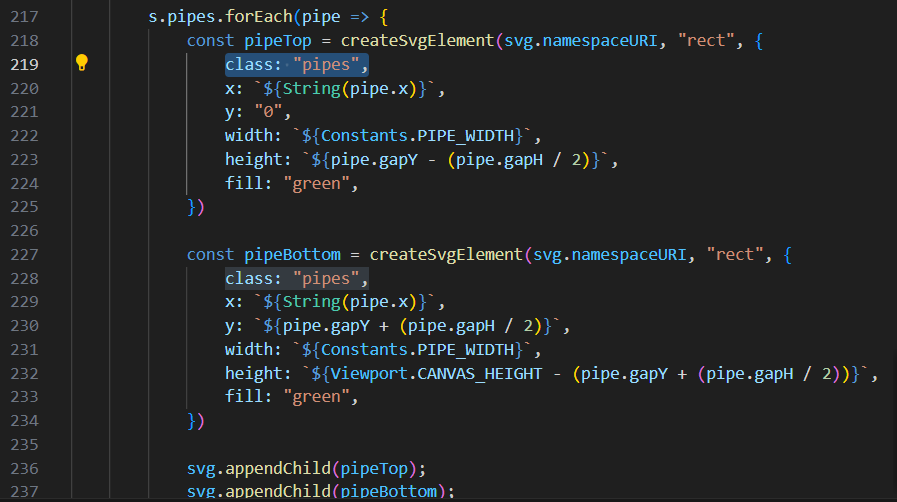 217 s.pipes.forEach(pipe => {
218 const pipeTop = createSvgElement(svg.namespaceURI, "rect", {
219 class: "pipes",
220 x: `${String(pipe.x)}`,
221 y: "0",
222 width: `${Constants.PIPE_WIDTH}`,
223 height: `${pipe.gapY - (pipe.gapH / 2)}`,
224 fill: "green",
225 })
226
227 const pipeBottom = createSvgElement(svg.namespaceURI, "rect", {
228 class: "pipes",
229 x: `${String(pipe.x)}`,
230 y: `${pipe.gapY + (pipe.gapH / 2)}`,
231 width: `${Constants.PIPE_WIDTH}`,
232 height: `${Viewport.CANVAS_HEIGHT - (pipe.gapY + (pipe.gapH / 2))}`,
233 fill: "green",
234 })
235
236 svg.appendChild(pipeTop);
237 svg.appendChild(pipeBottom);